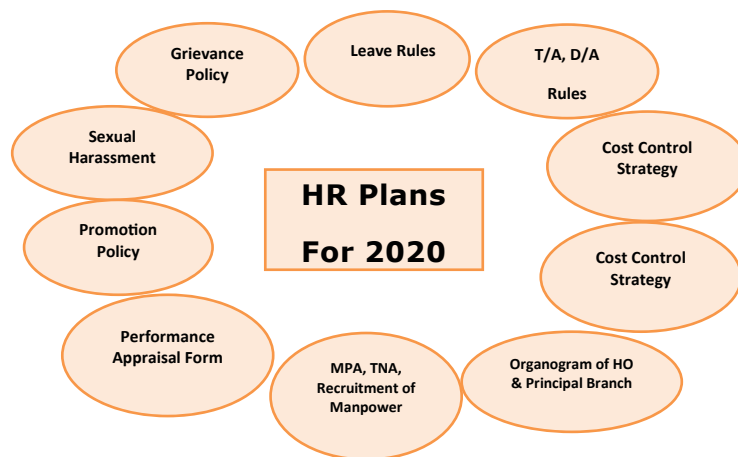 Grievance
Policy
Leave Rules
T/A, D/A
Rules
Sexual
Harassment
Cost Control
Strategy
HR Plans
For 2020
Promotion
Policy
Cost Control
Strategy
Performance
Appraisal Form
MPA, TNA,
Recruitment of
Manpower
Organogram of HO
& Principal Branch